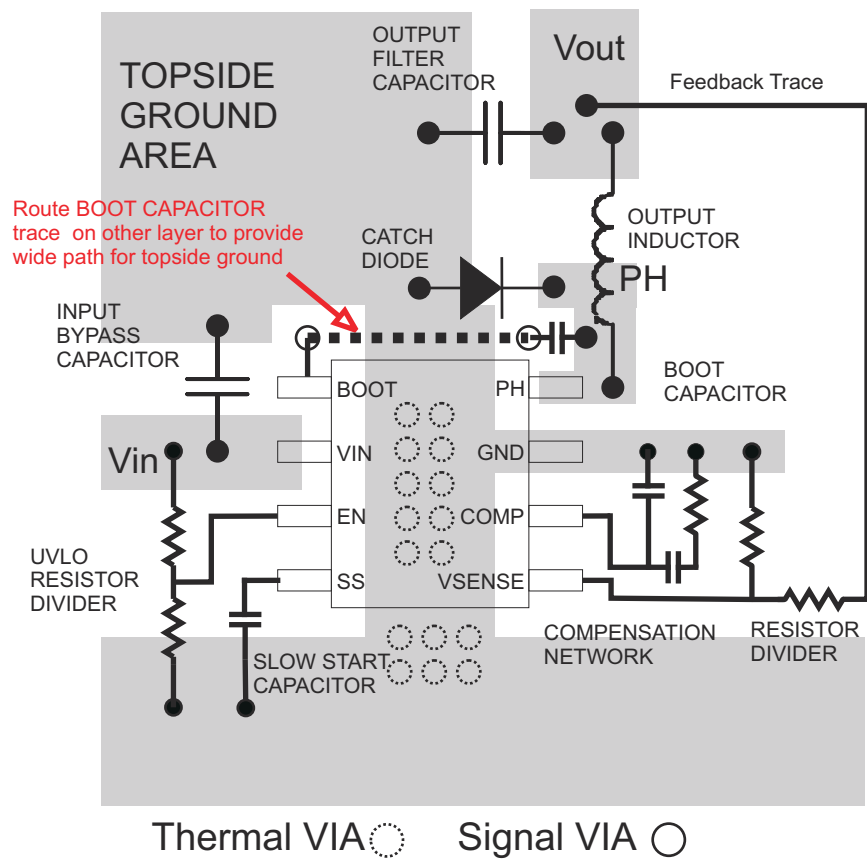 OUTPUT
FILTER
CAPACITOR
Vout
TOPSIDE
GROUND
AREA
Feedback Trace
Route BOOT CAPACITOR
trace on other layer to provide
wide path for topside ground
CATCH
DIODE
OUTPUT
INDUCTOR
PH
INPUT
BYPASS
CAPACITOR
BOOT
CAPACITOR
BOOT
PH
Vin
VIN
GND
EN
COMP
UVLO
RESISTOR
DIVIDER
SS
VSENSE
SLOW START
CAPACITOR
COMPENSATION
NETWORK
RESISTOR
DIVIDER
Thermal VIA
Signal VIA